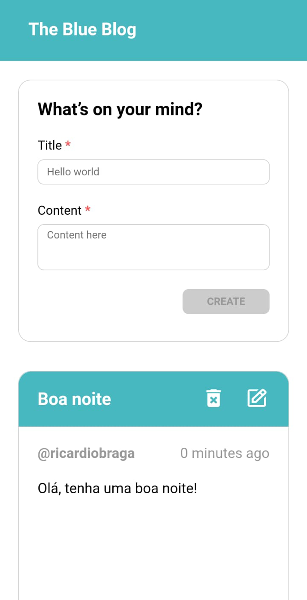 The Blue Blog
What’s on your mind?
Title *
Hello world
Content *
Content here
CREATE
Boa noite
@ricardiobraga 0 minutes ago
Olá, tenha uma boa noite!